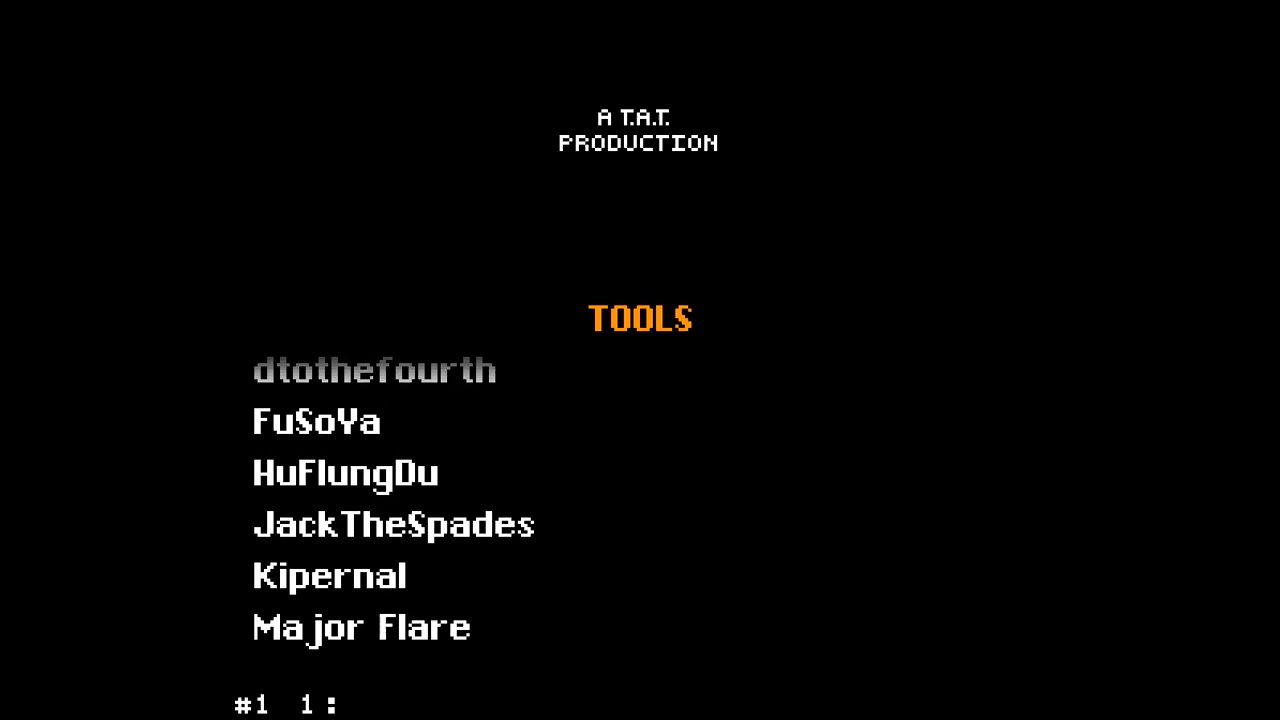 A T.A.T.
PRODUCTION
TOOLS
dtothefourth
FuSoYa
HuFlungDu
JackTheSpades
Kipernal
Major Flare
#1 1: